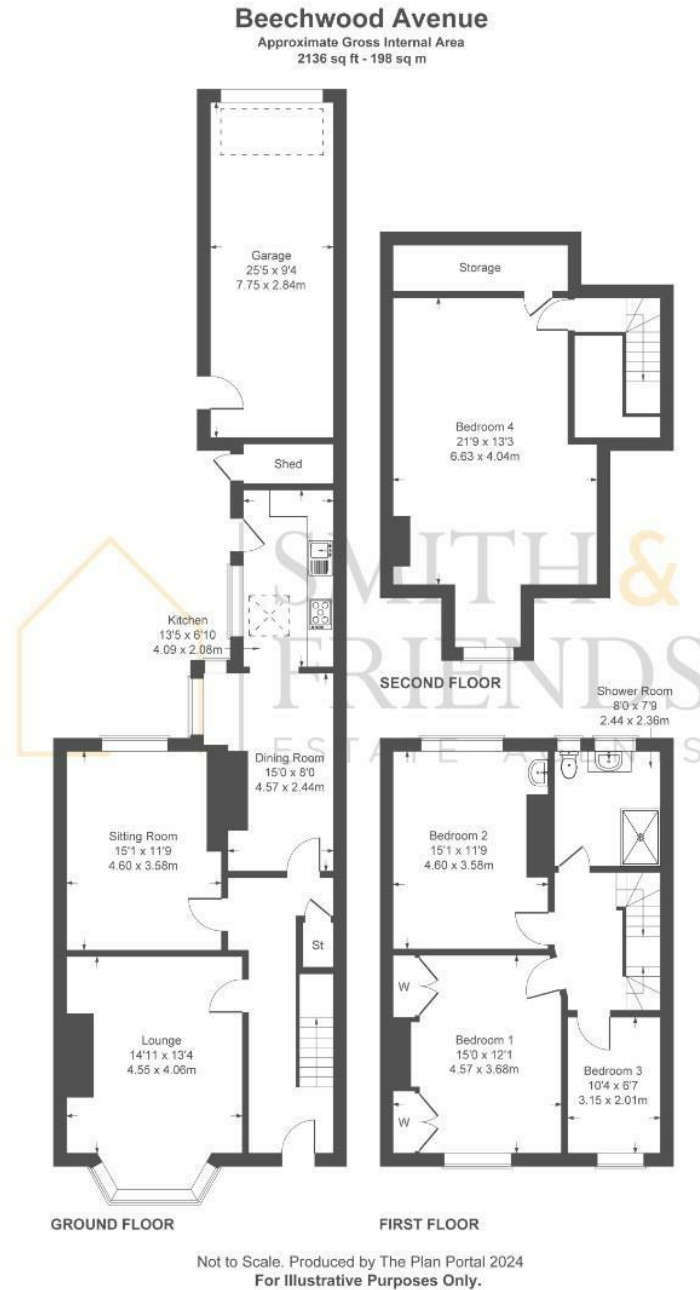 Beechwood Avenue
Approximate Gross Internal Area
2136 sq ft - 198 sq m
Garage
25'5 x 9'4
7.75 x 2.84m
Shed
Kitchen
13'5 x 6'10
4.09 x 2.08m
Dining Room
15'0 x 8'0
4.57 x 2.44m
Sitting Room
15'1 x 11'9
4.60 x 3.58m
St
Lounge
14'11 x 13'4
4.55 x 4.06m
GROUND FLOOR
Storage
Bedroom 4
21'9 x 13'3
6.63 x 4.04m
SECOND FLOOR
Shower Room
8'0 x 7'9
2.44 x 2.36m
Bedroom 2
15'1 x 11'9
4.60 x 3.58m
W
Bedroom 1
15'0 x 12'1
4.57 x 3.68m
W
Bedroom 3
10'4 x 6'7
3.15 x 2.01m
FIRST FLOOR
SMITH &
FRIENDS
ESTATE AGENTS
Not to Scale. Produced by The Plan Portal 2024
For Illustrative Purposes Only.